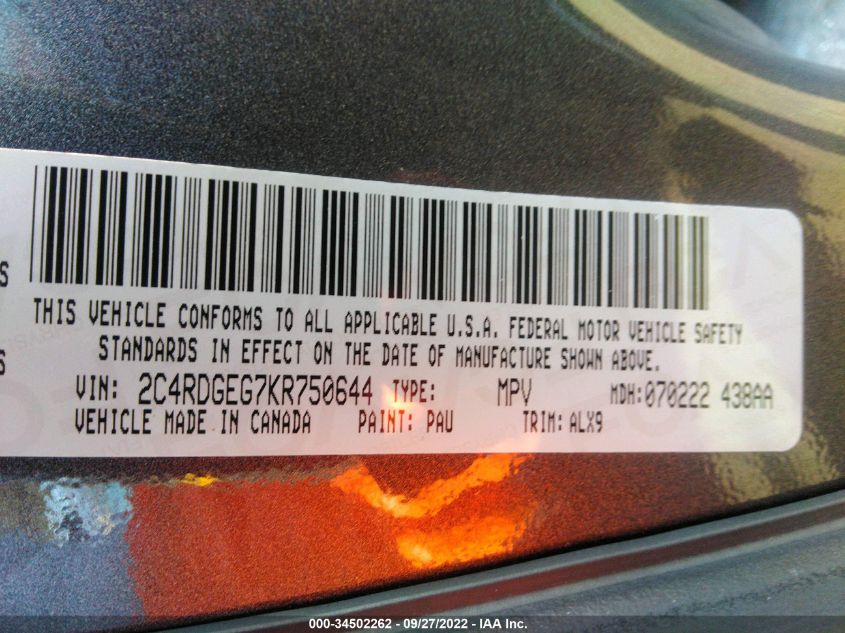 S
THIS VEHICLE CONFORMS TO ALL APPLICABLE U.S.A. FEDERAL MOTOR VEHICLE SAFETY
STANDARDS IN EFFECT ON THE DATE OF MANUFACTURE SHOWN ABOVE.
S
VIN: 2C4RDGEG7KR750644 TYPE: MPV MDH: 070222 438AA
VEHICLE MADE IN CANADA PAINT: PAU TRIM: ALX9
000-34502262 - 09/27/2022 - IAA Inc.